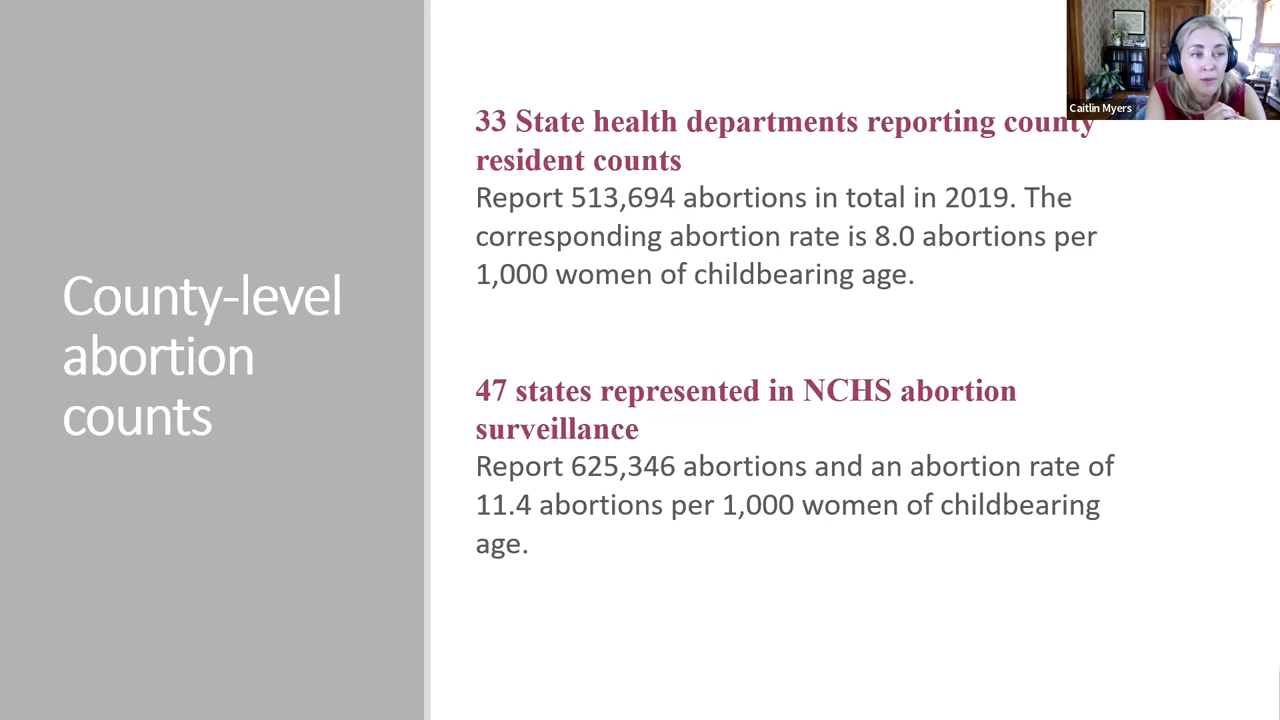 County-level
abortion
counts
33 State health departments reporting county
resident counts
Report 513,694 abortions in total in 2019. The
corresponding abortion rate is 8.0 abortions per
1,000 women of childbearing age.
47 states represented in NCHS abortion
surveillance
Report 625,346 abortions and an abortion rate of
11.4 abortions per 1,000 women of childbearing
age.
Caitlin Myers